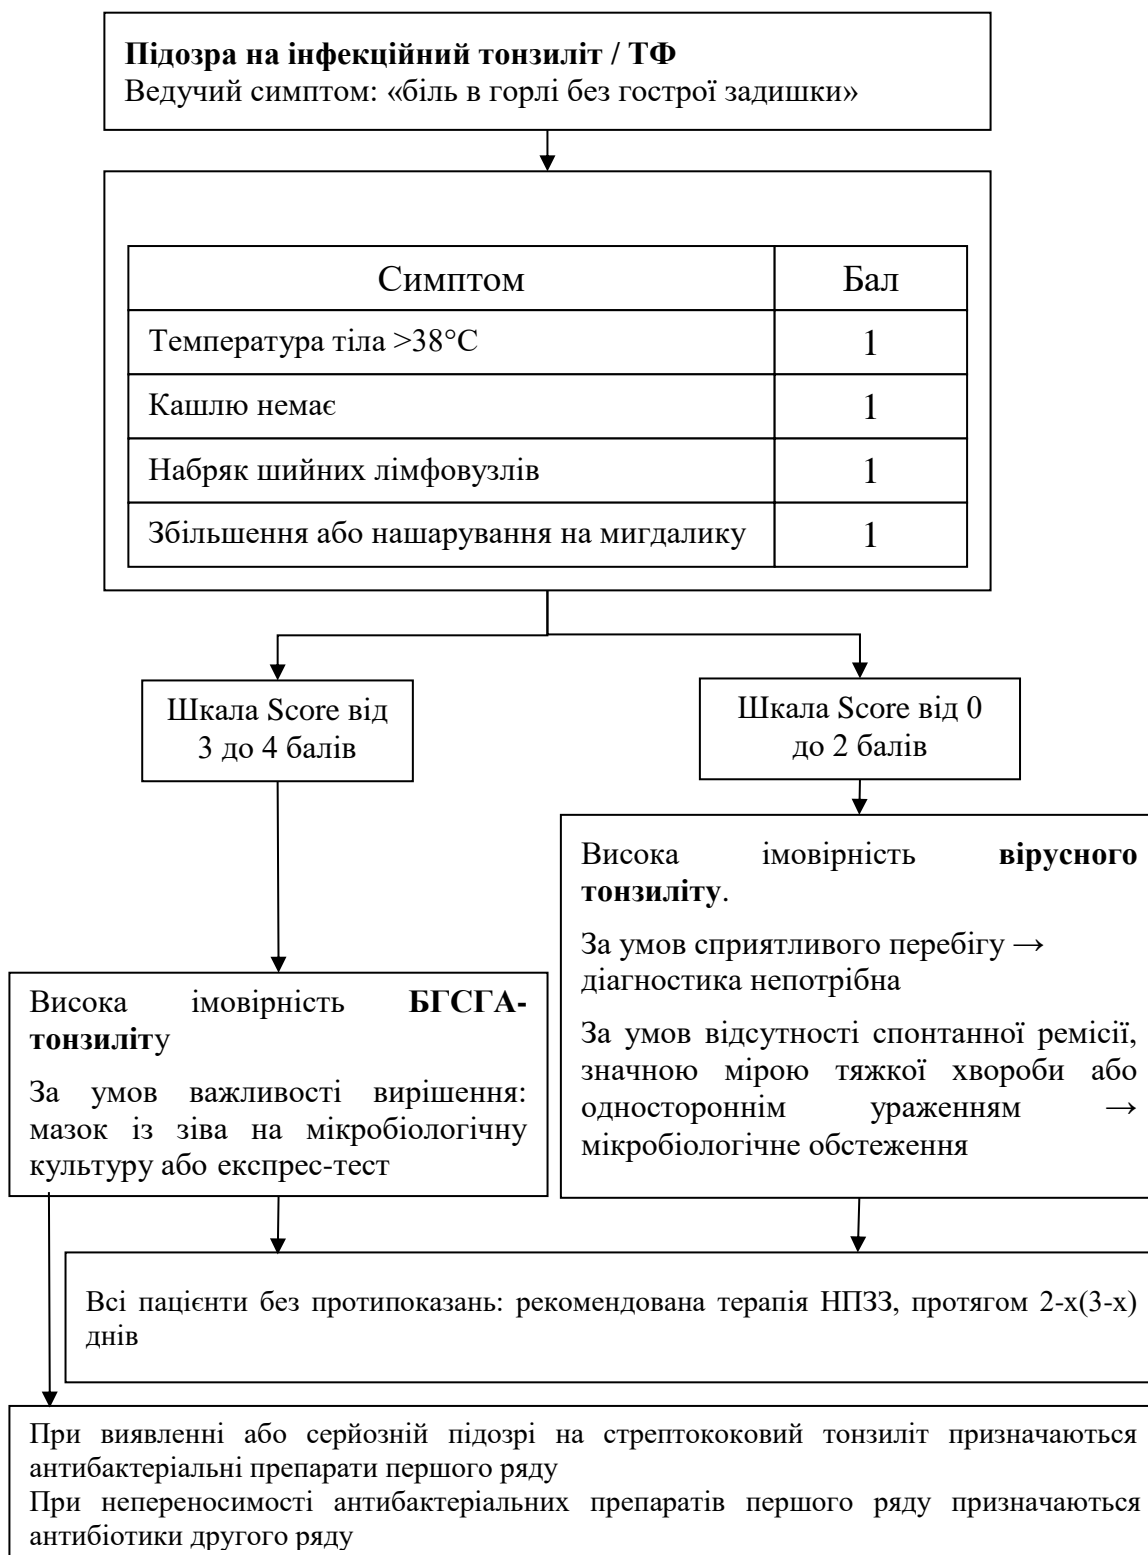 Підозра на інфекційний тонзиліт / ТФ
Ведучий симптом: «біль в горлі без гострої задишки»
Симптом Бал
Температура тіла >38°С 1
Кашлю немає 1
Набряк шийних лімфовузлів 1
Збільшення або нашарування на мигдалику 1
Шкала Score від
3 до 4 балів
Шкала Score від 0
до 2 балів
Висока імовірність вірусного
тонзиліту.
За умов сприятливого перебігу →
діагностика непотрібна
За умов відсутності спонтанної ремісії,
значною мірою тяжкої хвороби або
одностороннім ураженням →
мікробіологічне обстеження
Висока імовірність БГСГА-
тонзиліту
За умов важливості вирішення:
мазок із зіва на мікробіологічну
культуру або експрес-тест
Всі пацієнти без протипоказань: рекомендована терапія НПЗЗ, протягом 2-х(3-х)
днів
При виявленні або серйозній підозрі на стрептококовий тонзиліт призначаються
антибактеріальні препарати першого ряду
При непереносимості антибактеріальних препаратів першого ряду призначаються
антибіотики другого ряду